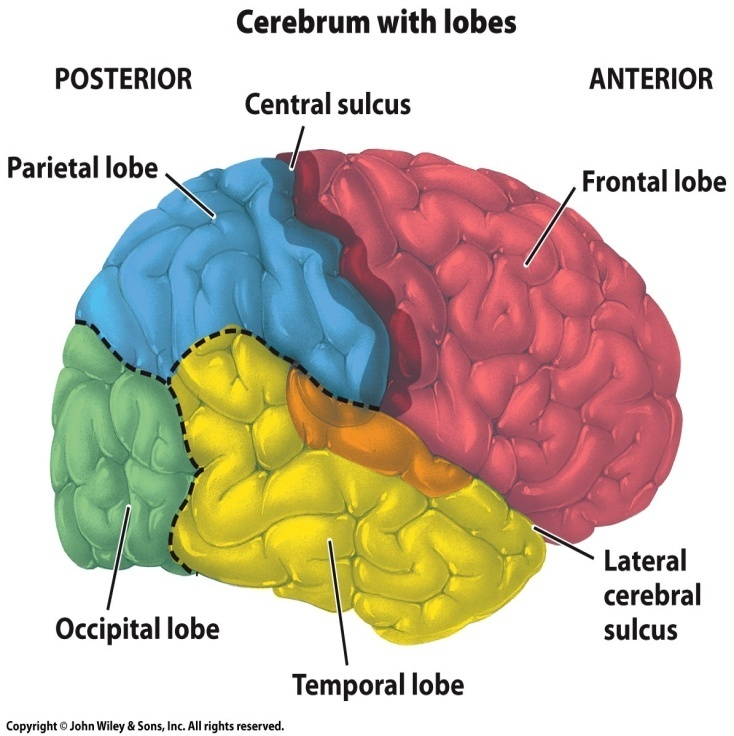 Cerebrum with lobes
POSTERIOR
ANTERIOR
Central sulcus
Parietal lobe
Frontal lobe
Lateral
cerebral
sulcus
Occipital lobe
Temporal lobe
Copyright © John Wiley & Sons, Inc. All rights reserved.